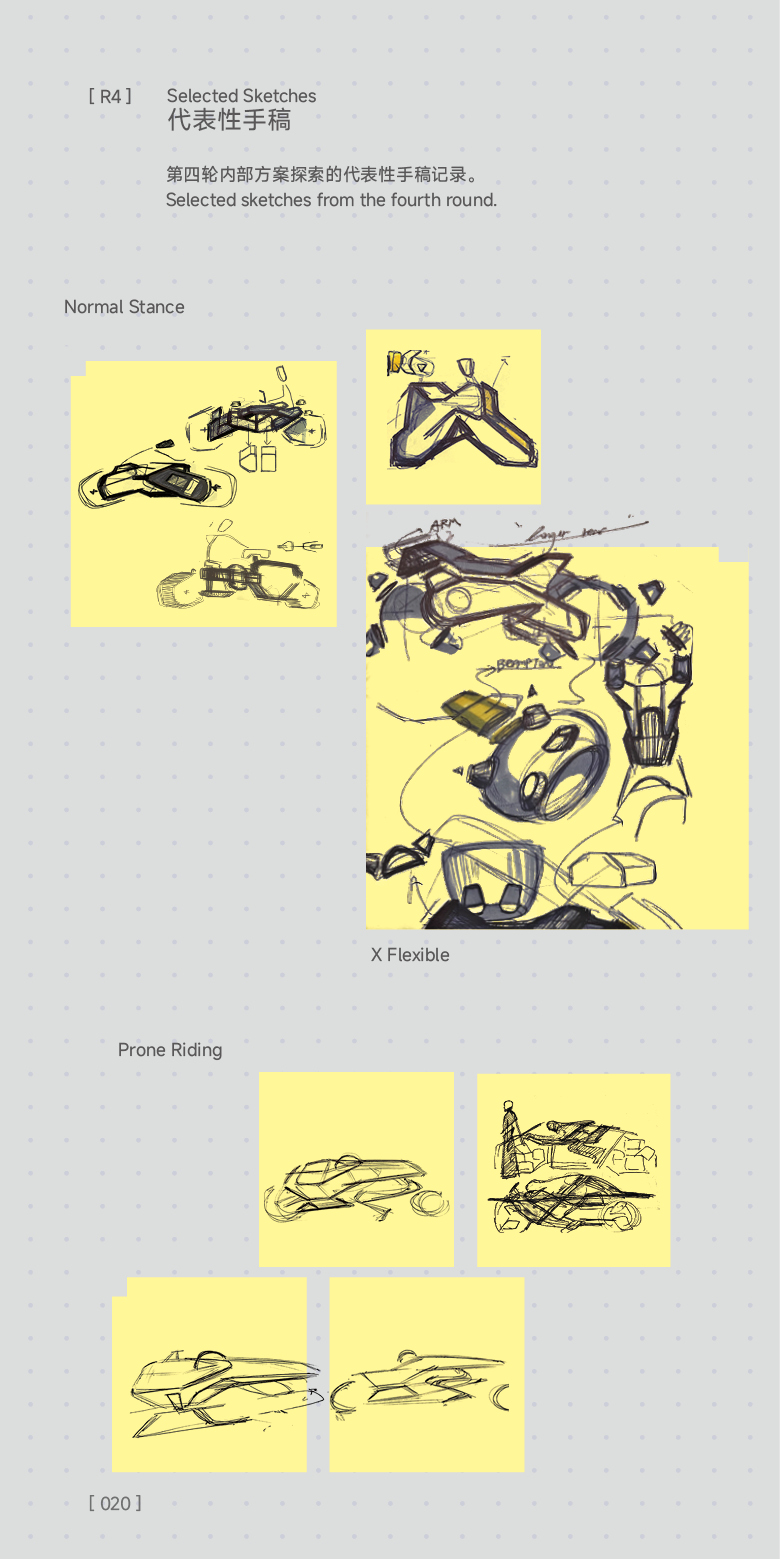 [ R4 ]
Selected Sketches
代表性手稿
第四轮内部方案探索的代表性手稿记录。
Selected sketches from the fourth round.
Normal Stance
ARM
X Flexible
Prone Riding
[ 020 ]